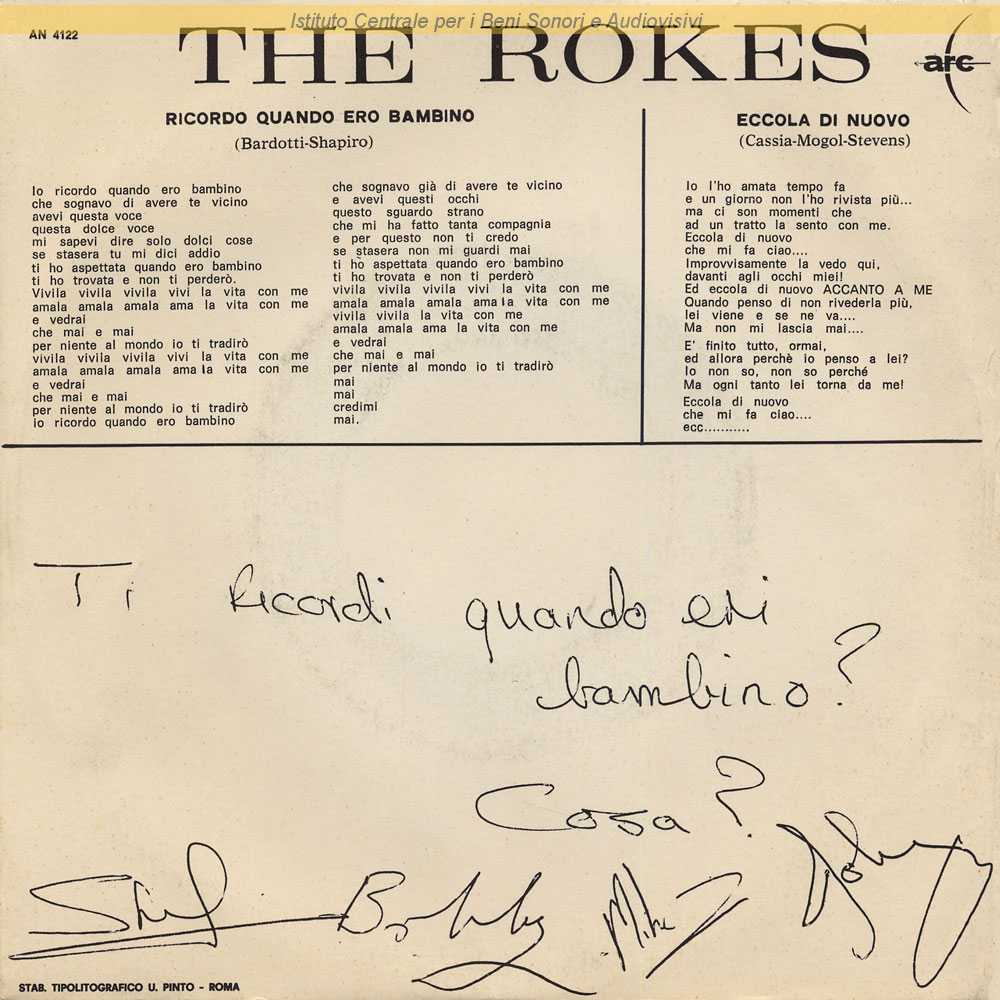 Istituto Centrale per i Beni Sonori e Audiovisivi
AN 4122
THE ROKES
arc
RICORDO QUANDO ERO BAMBINO
(Bardotti-Shapiro)
Io ricordo quando ero bambino
che sognavo di avere te vicino
avevi questa voce
questa dolce voce
mi sapevi dire solo dolci cose
se stasera tu mi dici addio
ti ho aspettata quando ero bambino
ti ho trovata e non ti perderò.
Vivila vivila vivila vivi la vita con me
amala amala amala ama la vita con me
e vedrai
che mai e mai
per niente al mondo io ti tradirò
vivila vivila vivila vivi la vita con me
amala amala amala ama la vita con me
e vedrai
che mai e mai
per niente al mondo io ti tradirò
io ricordo quando ero bambino
che sognavo già di avere te vicino
e avevi questi occhi
questo sguardo strano
che mi ha fatto tanta compagnia
e per questo non ti credo
se stasera non mi guardi mai
ti ho aspettata quando ero bambino
ti ho trovata e non ti perderò
vivila vivila vivila vivi la vita con me
amala amala amala ama la vita con me
vivila vivila la vita con me
amala amala ama la vita con me
e vedrai
che mai e mai
per niente al mondo io ti tradirò
mai
mai
credimi
mai.
ECCOLA DI NUOVO
(Cassia-Mogol-Stevens)
Io l'ho amata tempo fa
e un giorno non l'ho rivista più...
ma ci son momenti che
ad un tratto la sento con me.
Eccola di nuovo
che mi fa ciao....
Improvvisamente la vedo qui,
davanti agli occhi miei!
Ed eccola di nuovo ACCANTO A ME
Quando penso di non rivederla più,
lei viene e se ne va....
Ma non mi lascia mai....
E' finito tutto, ormai,
ed allora perchè io penso a lei?
Io non so, non so perché
Ma ogni tanto lei torna da me!
Eccola di nuovo
che mi fa ciao....
ecc...........
Ti Ricordi quando eri
bambino?
Cosa?
Shel Bobby Mike Johnny
STAB. TIPOLITOGRAFICO U. PINTO - ROMA